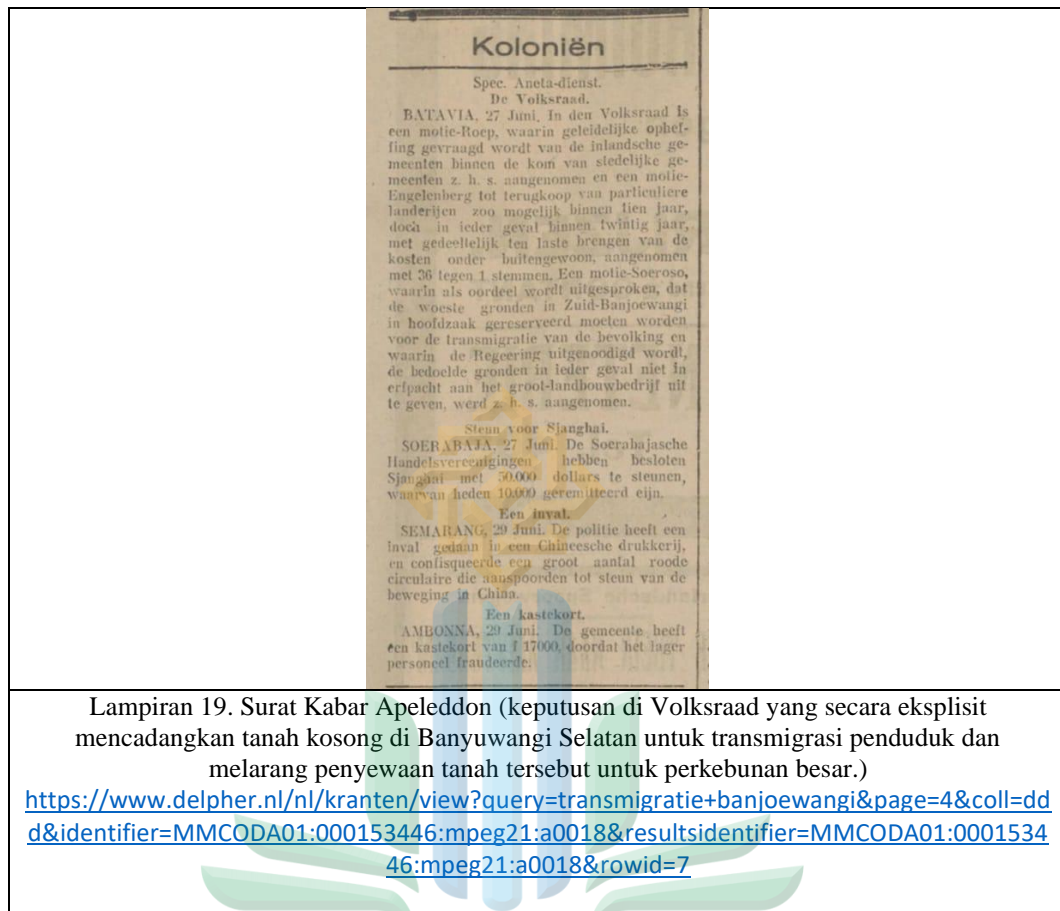 Koloniën
Spec. Aneta-dienst.
De Volksraad.
BATAVIA, 27 Juni. In den Volksraad is
een motie-Roep, waarin geleidelijke ophef-
fing gevraagd wordt van de inlandsche ge-
meenten binnen de kom van stedelijke ge-
meenten z. h. s. aangenomen en een motie-
Engelenberg tot terugkoop van particuliere
landerijen zoo mogelijk binnen tien jaar,
doch in ieder geval binnen twintig jaar,
met gedeeltelijk ten laste brengen van de
kosten onder buitengewoon, aangenomen
met 36 tegen 1 stemmen. Een motie-Soeroso,
waarin als oordeel wordt uitgesproken, dat
de woeste gronden in Zuid-Banjoewangi
in hoofdzaak gereserveerd moeten worden
voor de transmigratie van de bevolking en
waarin de Regeering uitgenoodigd wordt,
de bedoelde gronden in ieder geval niet in
erfpacht aan het groot-landbouwbedrijf uit
te geven, werd z. h. s. aangenomen.
Steun voor Sjanghai.
SOERABAJA, 27 Juni. De Soerabajasche
Handelsvereenigingen hebben besloten
Sjanghai met 50.000 dollars te steunen,
waarvan heden 10.000 geremitteerd eijn.
Een inval.
SEMARANG, 29 Juni. De politie heeft een
inval gedaan in een Chineesche drukkerij,
en confisqueerde een groot aantal roode
circulaire die aanspoorden tot steun van de
beweging in China.
Een kastekort.
AMBONNA, 29 Juni. De gemeente heeft
een kastekort van f 17000, doordat het lager
personeel fraudeerde.
Lampiran 19. Surat Kabar Apeleddon (keputusan di Volksraad yang secara eksplisit
mencadangkan tanah kosong di Banyuwangi Selatan untuk transmigrasi penduduk dan
melarang penyewaan tanah tersebut untuk perkebunan besar.)
https://www.delpher.nl/nl/kranten/view?query=transmigratie+banjoewangi&page=4&coll=dd
d&identifier=MMCODA01:000153446:mpeg21:a0018&resultsidentifier=MMCODA01:0001534
46:mpeg21:a0018&rowid=7